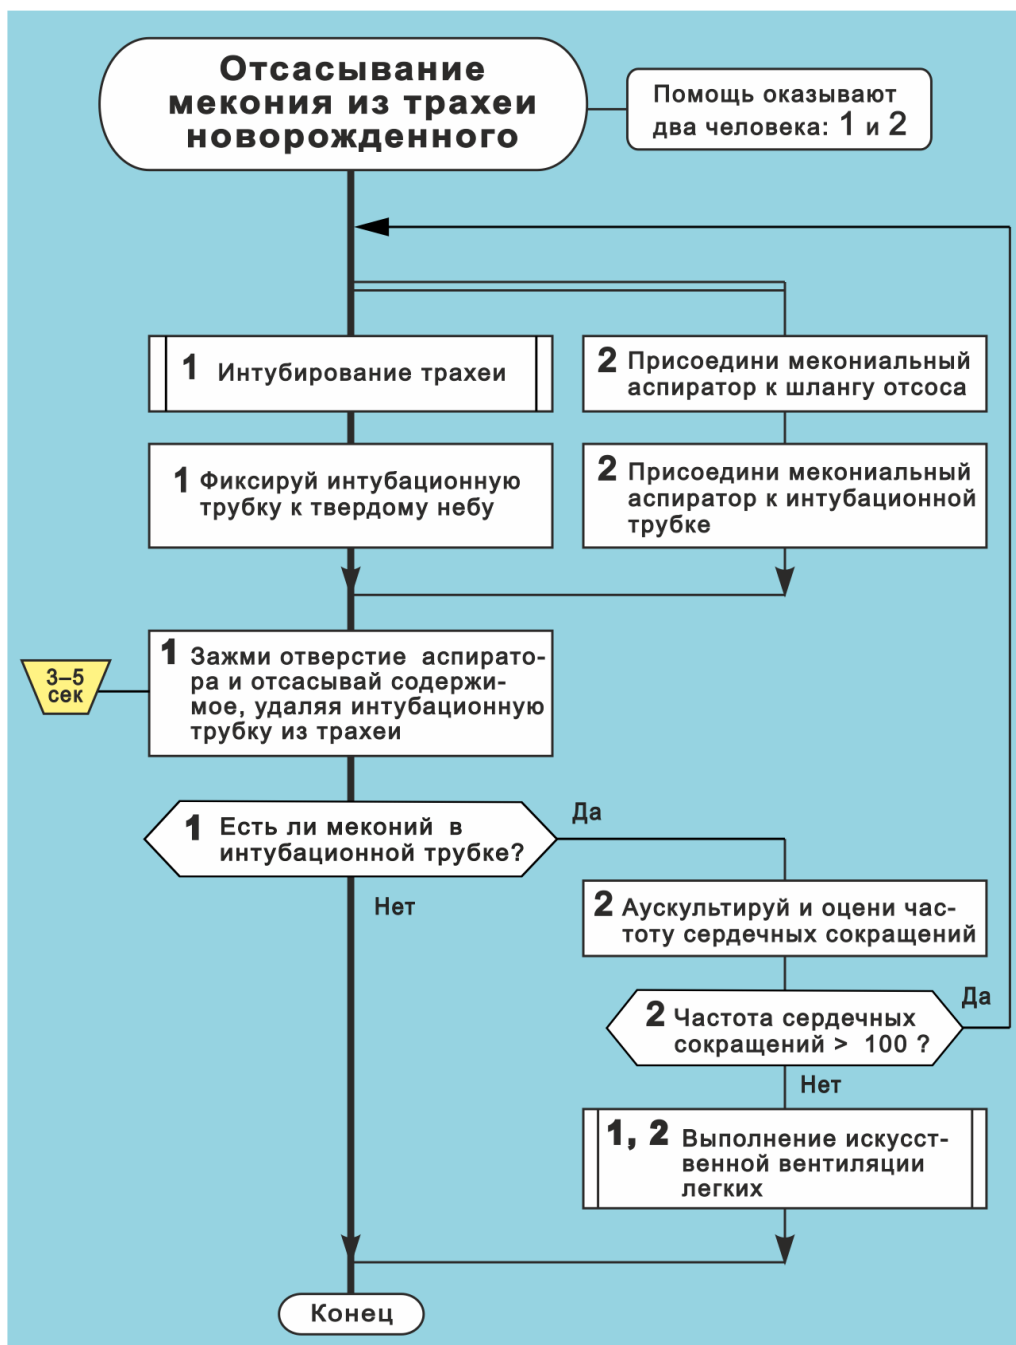 Отсасывание
мекония из трахеи
новорожденного
Помощь оказывают
два человека: 1 и 2
1 Интубирование трахеи
2 Присоедини мекониальный
аспиратор к шлангу отсоса
1 Фиксируй интубационную
трубку к твердому небу
2 Присоедини мекониальный
аспиратор к интубационной
трубке
3–5
сек
1 Зажми отверстие аспирато-
ра и отсасывай содержи-
мое, удаляя интубационную
трубку из трахеи
1 Есть ли меконий в
интубационной трубке?
Да
Нет
2 Аускультируй и оцени час-
тоту сердечных сокращений
2 Частота сердечных
сокращений > 100 ?
Да
Нет
1, 2 Выполнение искусст-
венной вентиляции
легких
Конец